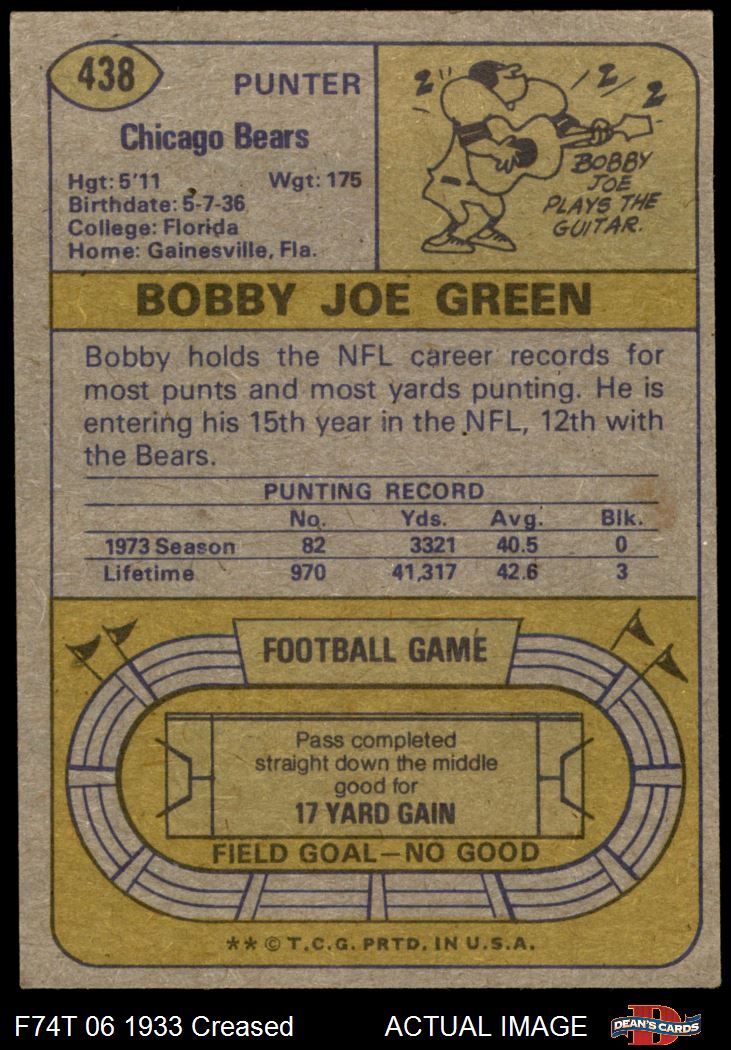 438
PUNTER
Chicago Bears
Hgt: 5'11 Wgt: 175
Birthdate: 5-7-36
College: Florida
Home: Gainesville, Fla.
BOBBY
JOE
PLAYS THE
GUITAR.
BOBBY JOE GREEN
Bobby holds the NFL career records for
most punts and most yards punting. He is
entering his 15th year in the NFL, 12th with
the Bears.
PUNTING RECORD
No. Yds. Avg. Blk.
1973 Season 82 3321 40.5 0
Lifetime 970 41,317 42.6 3
FOOTBALL GAME
Pass completed
straight down the middle
good for
17 YARD GAIN
FIELD GOAL—NO GOOD
** © T.C.G. PRTD. IN U.S.A.
F74T 06 1933 Creased ACTUAL IMAGE D DEAN'S CARDS